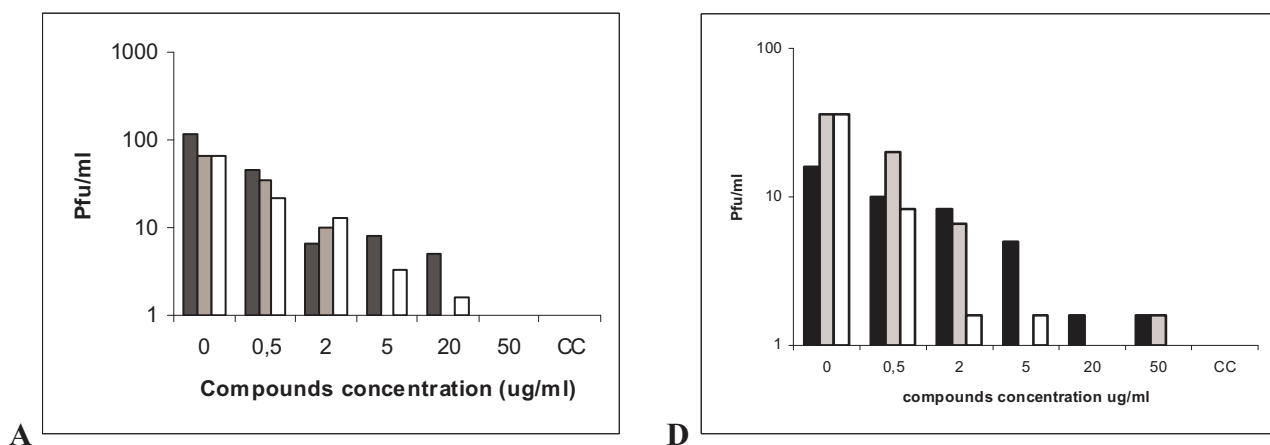 1000
100
10
1
Pfu/ml
0 0,5 2 5 20 50 CC
Compounds concentration (ug/ml)
A
100
10
1
Pfu/ml
0 0,5 2 5 20 50 CC
compounds concentration ug/ml
D